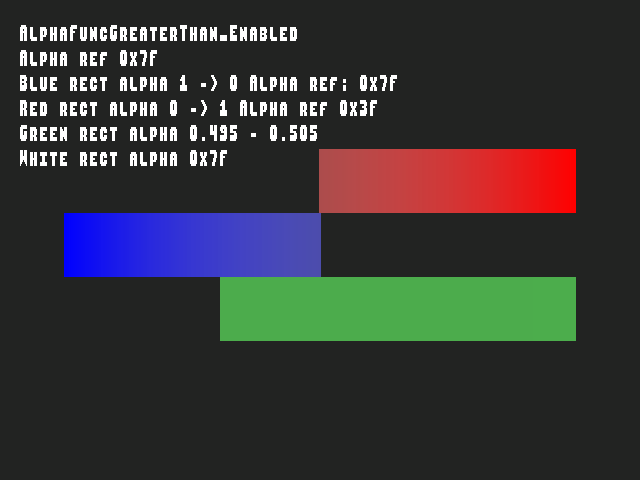 AlphaFuncGreaterThan_Enabled
Alpha ref 0x7f
Blue rect alpha 1 -> 0 Alpha ref: 0x7f
Red rect alpha 0 -> 1 Alpha ref 0x3f
Green rect alpha 0.495 - 0.505
White rect alpha 0x7f